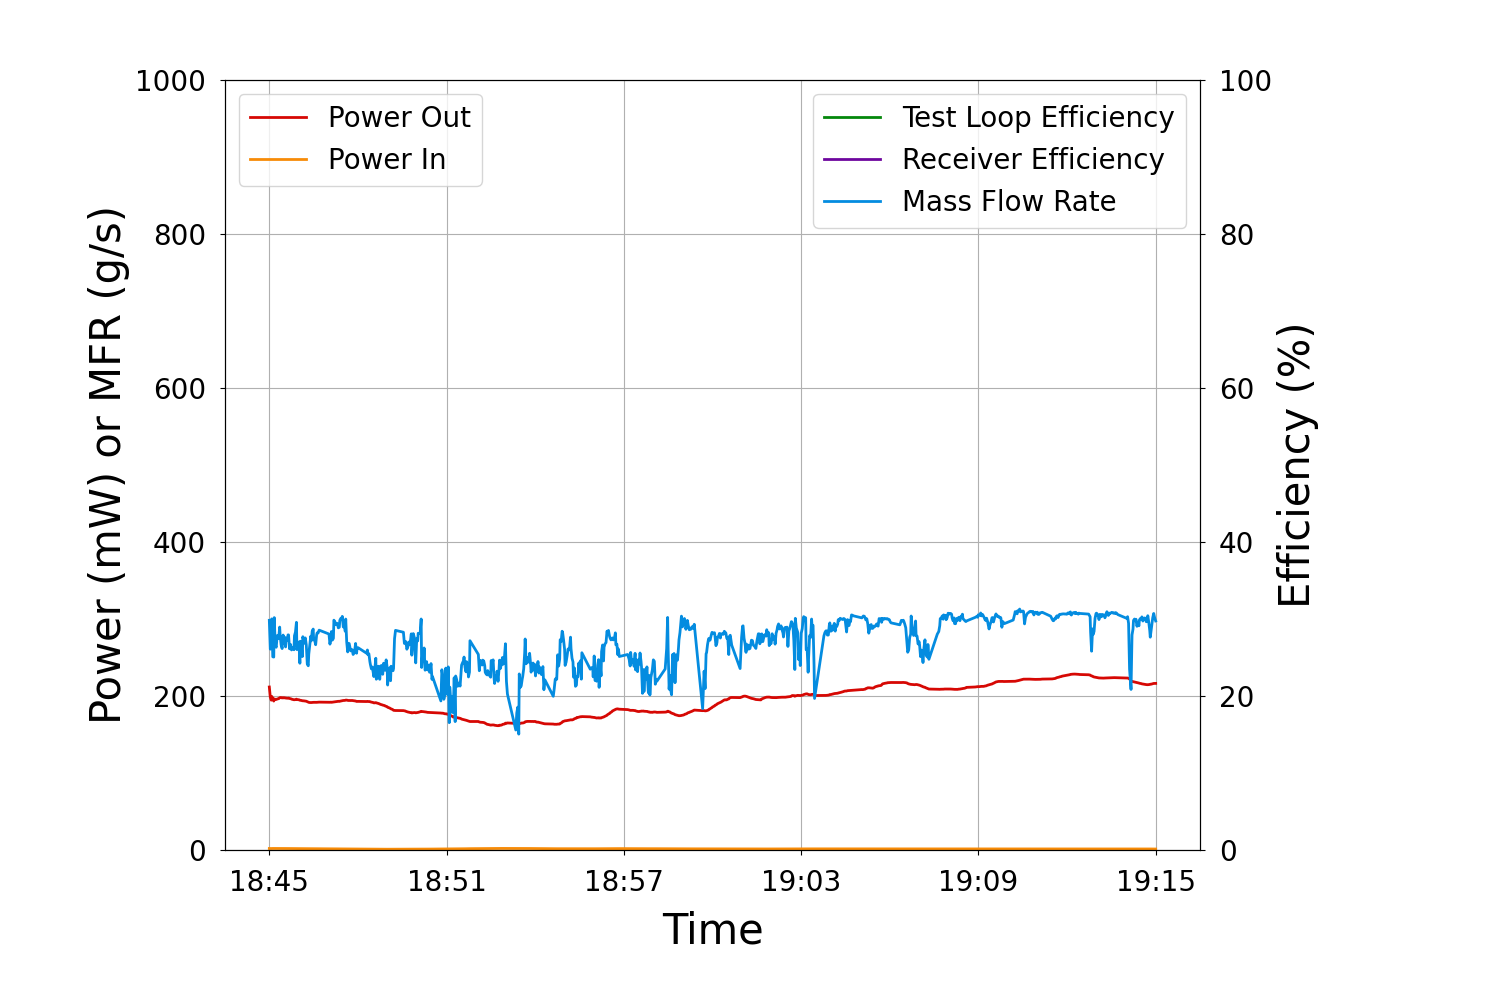 Power Out
Power In
Test Loop Efficiency
Receiver Efficiency
Mass Flow Rate
Power (mW) or MFR (g/s)
1000
800
600
400
200
0
100
80
60
40
20
0
Efficiency (%)
18:45
18:51
18:57
19:03
19:09
19:15
Time